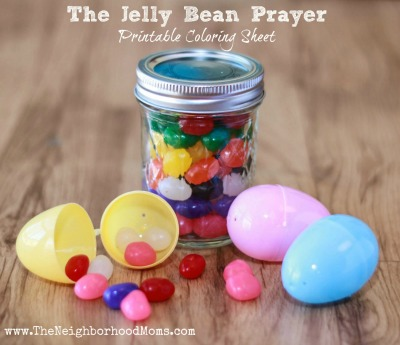 The Jelly Bean Prayer
Printable Coloring Sheet
www.TheNeighborhoodMoms.com